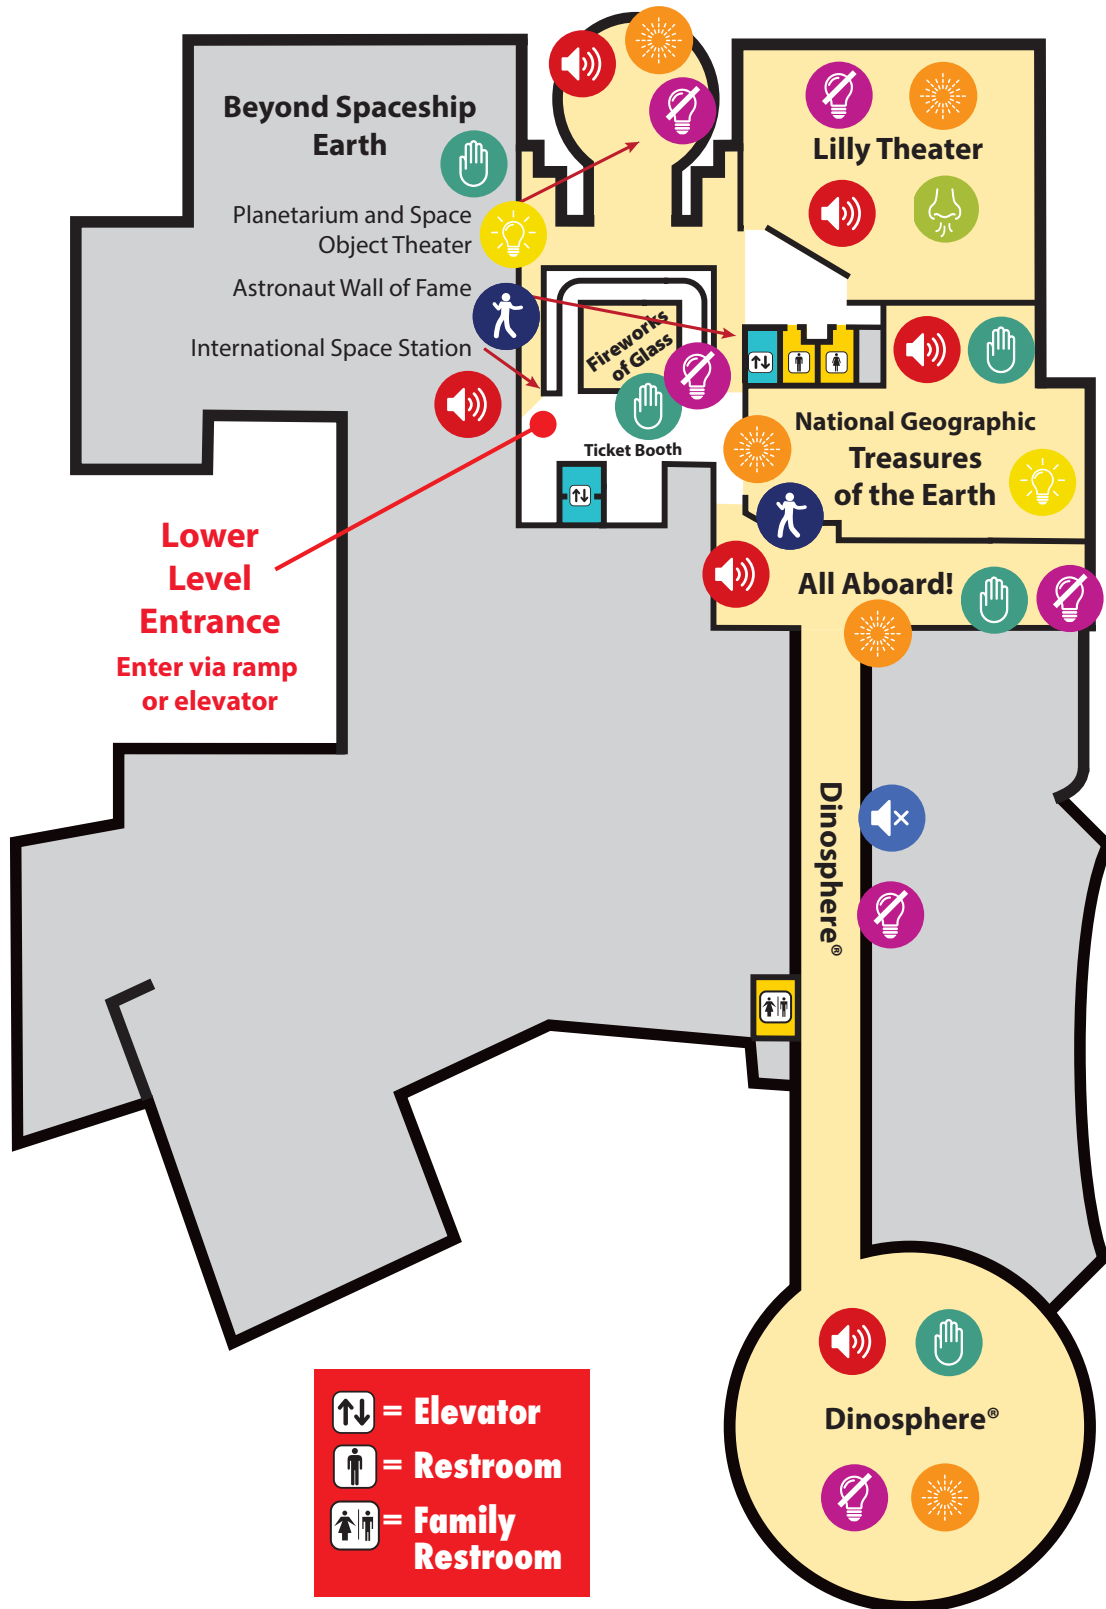 Beyond Spaceship
Earth
Planetarium and Space
Object Theater
Astronaut Wall of Fame
International Space Station
Lilly Theater
Fireworks
of Glass
Ticket Booth
National Geographic
Treasures
of the Earth
All Aboard!
Lower
Level
Entrance
Enter via ramp
or elevator
Dinosphere®
Dinosphere®
= Elevator
= Restroom
= Family
Restroom